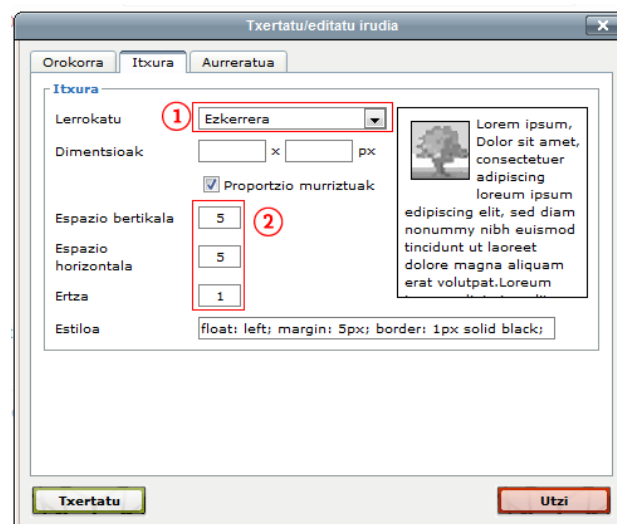 Txertatu/editatu irudia
Orokorra Itxura Aurreratua
Itxura
Lerrokatu 1 Ezkerrera
Dimentsioak x px
Proportzio murriztuak
Espazio bertikala 5 2
Espazio
horizontala 5
Ertza 1
Estiloa float: left; margin: 5px; border: 1px solid black;
Lorem ipsum,
Dolor sit amet,
consectetuer
adipiscing
loreum ipsum
edipiscing elit, sed diam
nonummy nibh euismod
tincidunt ut laoreet
dolore magna aliquam
erat volutpat.Loreum
Txertatu Utzi